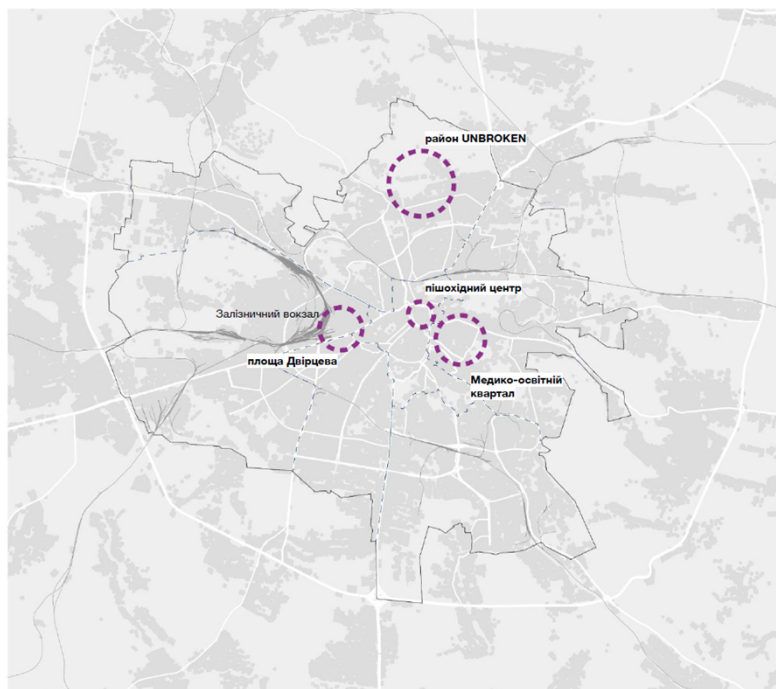 район UNBROKEN
пішохідний центр
Залізничний вокзал
площа Двірцева
Медико-освітній
квартал